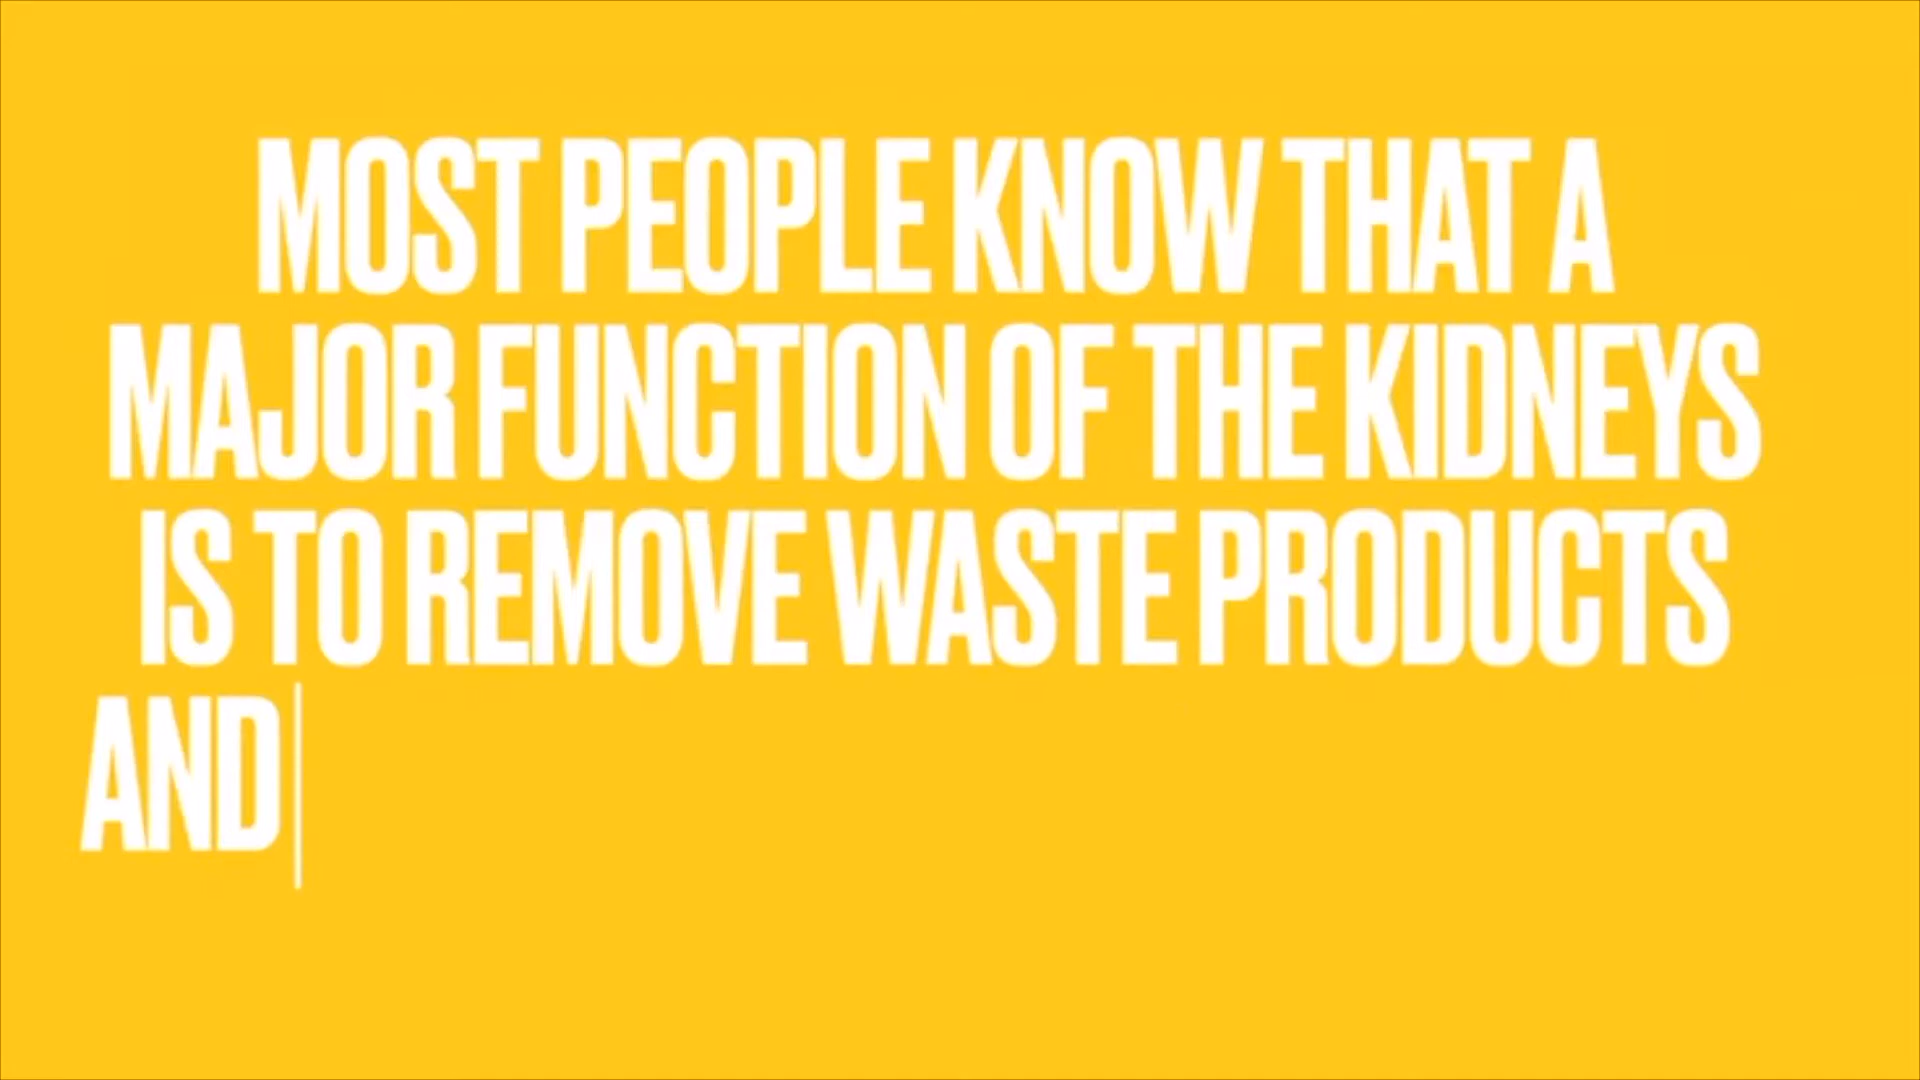 MOST PEOPLE KNOW THAT A
MAJOR FUNCTION OF THE KIDNEYS
IS TO REMOVE WASTE PRODUCTS
AND